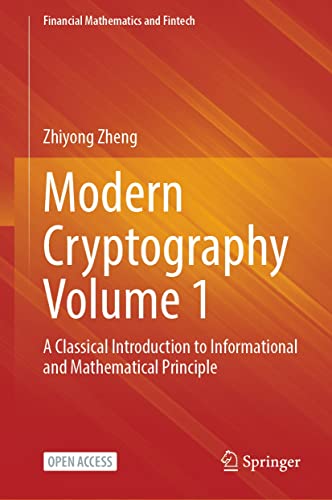 Financial Mathematics and Fintech
Zhiyong Zheng
Modern
Cryptography
Volume 1
A Classical Introduction to Informational
and Mathematical Principle
OPEN ACCESS
Springer